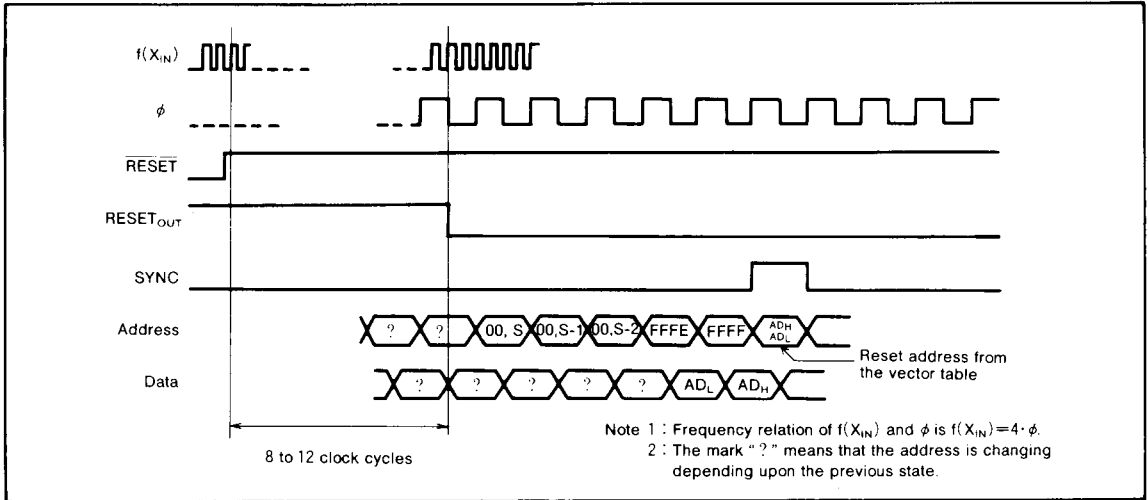 f(XIN)
φ
RESET
RESETOUT
SYNC
Address
? ? 00, S 00,S-1 00,S-2 FFFE FFFF ADH
ADL
Reset address from
the vector table
Data
? ? ? ? ? ADL ADH
8 to 12 clock cycles
Note 1 : Frequency relation of f(XIN) and φ is f(XIN)=4·φ.
2 : The mark “?” means that the address is changing
depending upon the previous state.